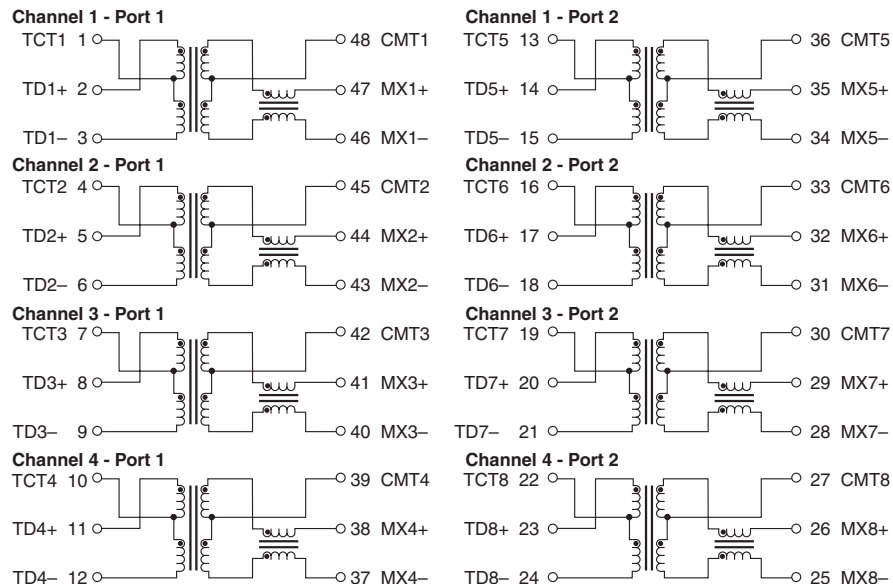 Channel 1 - Port 1
TCT1 1 48 CMT1
TD1+ 2 47 MX1+
TD1– 3 46 MX1–
Channel 2 - Port 1
TCT2 4 45 CMT2
TD2+ 5 44 MX2+
TD2– 6 43 MX2–
Channel 3 - Port 1
TCT3 7 42 CMT3
TD3+ 8 41 MX3+
TD3– 9 40 MX3–
Channel 4 - Port 1
TCT4 10 39 CMT4
TD4+ 11 38 MX4+
TD4– 12 37 MX4–
Channel 1 - Port 2
TCT5 13 36 CMT5
TD5+ 14 35 MX5+
TD5– 15 34 MX5–
Channel 2 - Port 2
TCT6 16 33 CMT6
TD6+ 17 32 MX6+
TD6– 18 31 MX6–
Channel 3 - Port 2
TCT7 19 30 CMT7
TD7+ 20 29 MX7+
TD7– 21 28 MX7–
Channel 4 - Port 2
TCT8 22 27 CMT8
TD8+ 23 26 MX8+
TD8– 24 25 MX8–